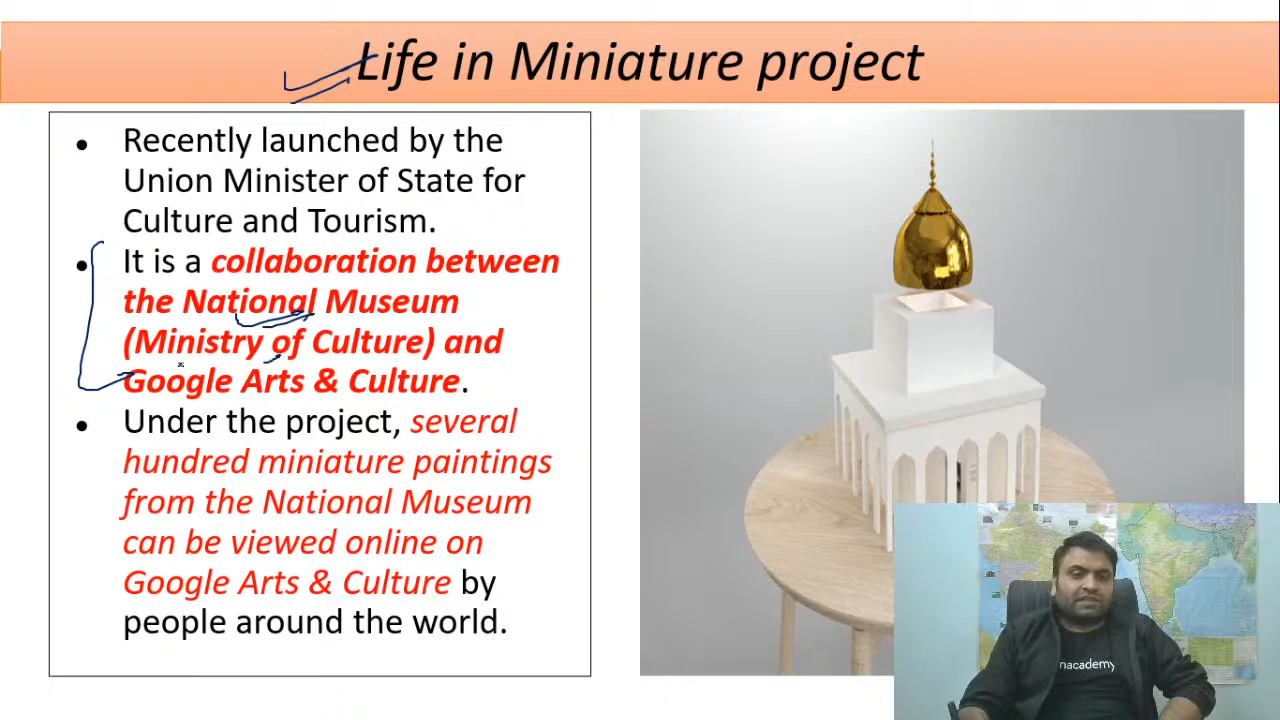 Life in Miniature project
• Recently launched by the
Union Minister of State for
Culture and Tourism.
• It is a collaboration between
the National Museum
(Ministry of Culture) and
Google Arts & Culture.
• Under the project, several
hundred miniature paintings
from the National Museum
can be viewed online on
Google Arts & Culture by
people around the world.
nacademy